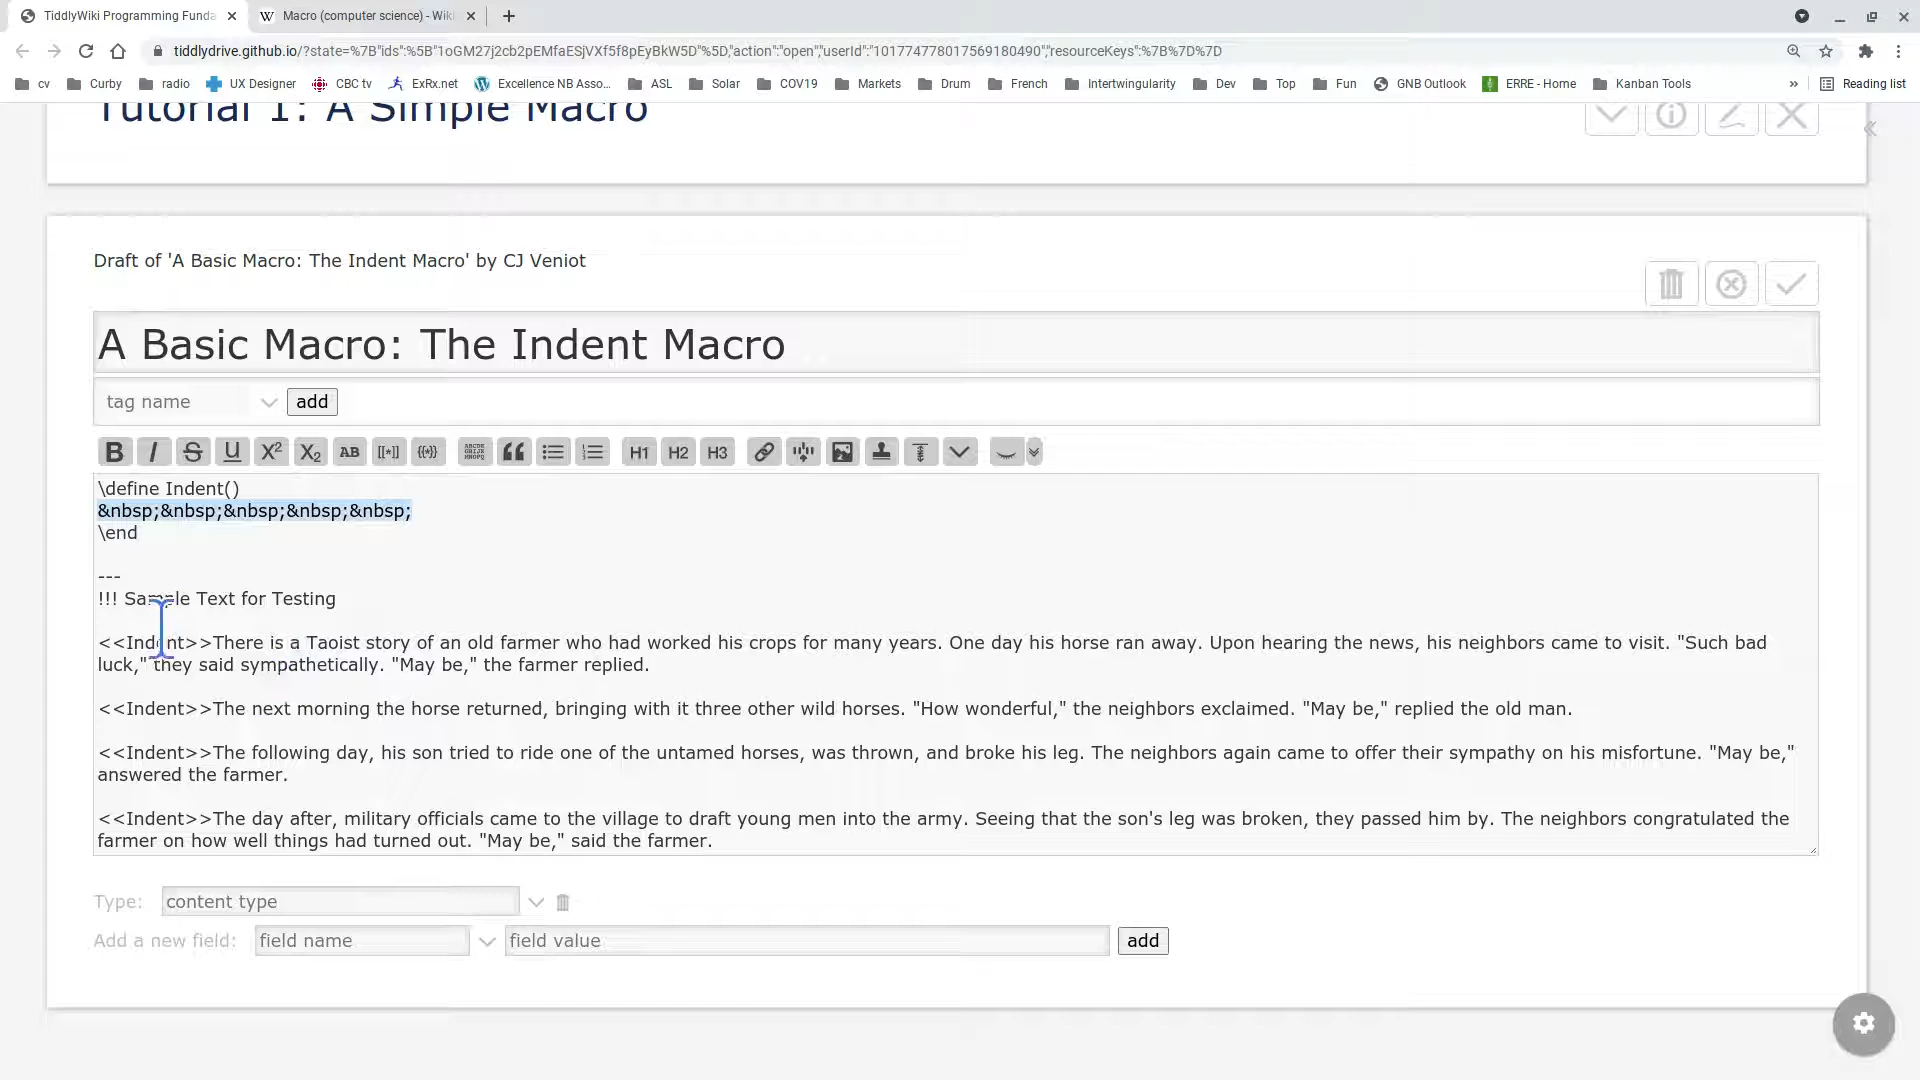 TiddlyWiki Programming Funda
Macro (computer science) - Wiki
tiddlydrive.github.io/?state=%7B"ids":%5B"1oGM27j2cb2pEMfaESjVXf5f8pEyBkW5D"%5D,"action":"open","userId":"101774778017569180490","resourceKeys":%7B%7D%7D
cv Curby radio UX Designer CBC tv ExRx.net Excellence NB Asso... ASL Solar COV19 Markets Drum French Intertwingularity Dev Top Fun GNB Outlook ERRE - Home Kanban Tools » Reading list
Tutorial 1: A Simple Macro
Draft of 'A Basic Macro: The Indent Macro' by CJ Veniot
A Basic Macro: The Indent Macro
tag name add
B I S U X² X₂ AB [[*]] {{*}} H1 H2 H3
\define Indent()
&nbsp;&nbsp;&nbsp;&nbsp;&nbsp;
\end
---
!!! Sample Text for Testing
<<Indent>>There is a Taoist story of an old farmer who had worked his crops for many years. One day his horse ran away. Upon hearing the news, his neighbors came to visit. "Such bad
luck," they said sympathetically. "May be," the farmer replied.
<<Indent>>The next morning the horse returned, bringing with it three other wild horses. "How wonderful," the neighbors exclaimed. "May be," replied the old man.
<<Indent>>The following day, his son tried to ride one of the untamed horses, was thrown, and broke his leg. The neighbors again came to offer their sympathy on his misfortune. "May be,"
answered the farmer.
<<Indent>>The day after, military officials came to the village to draft young men into the army. Seeing that the son's leg was broken, they passed him by. The neighbors congratulated the
farmer on how well things had turned out. "May be," said the farmer.
Type: content type
Add a new field: field name field value add